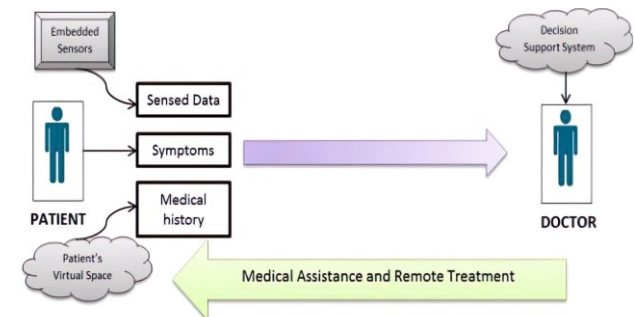 Embedded
Sensors
Decision
Support System
Sensed Data
Symptoms
Medical
history
PATIENT
DOCTOR
Patient's
Virtual Space
Medical Assistance and Remote Treatment